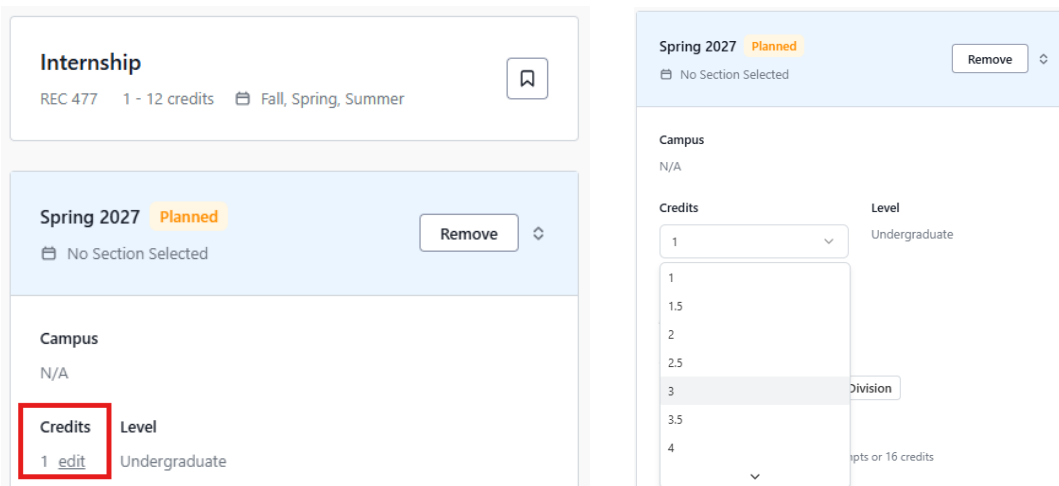 Internship
REC 477 1 - 12 credits Fall, Spring, Summer
Spring 2027 Planned
No Section Selected
Remove
Campus
N/A
Credits Level
1 edit Undergraduate
Spring 2027 Planned
No Section Selected
Remove
Campus
N/A
Credits Level
1 Undergraduate
1
1.5
2
2.5
3
Division
3.5
4
or 16 credits